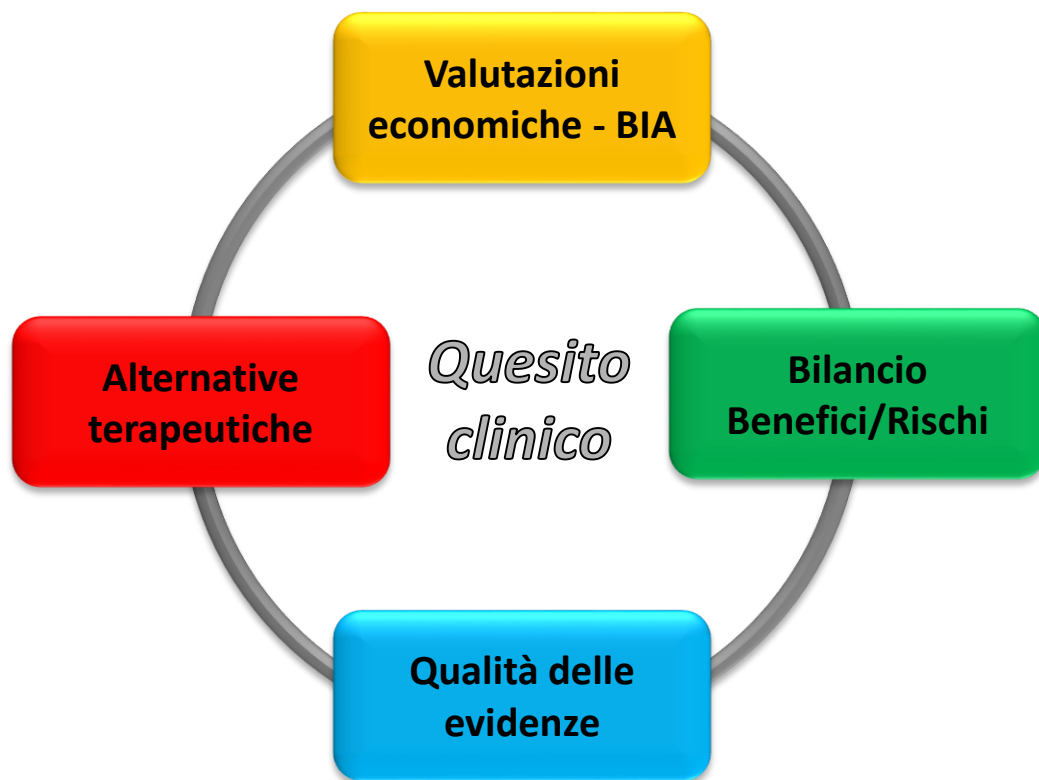 Valutazioni
economiche - BIA
Alternative
terapeutiche
Quesito
clinico
Bilancio
Benefici/Rischi
Qualità delle
evidenze